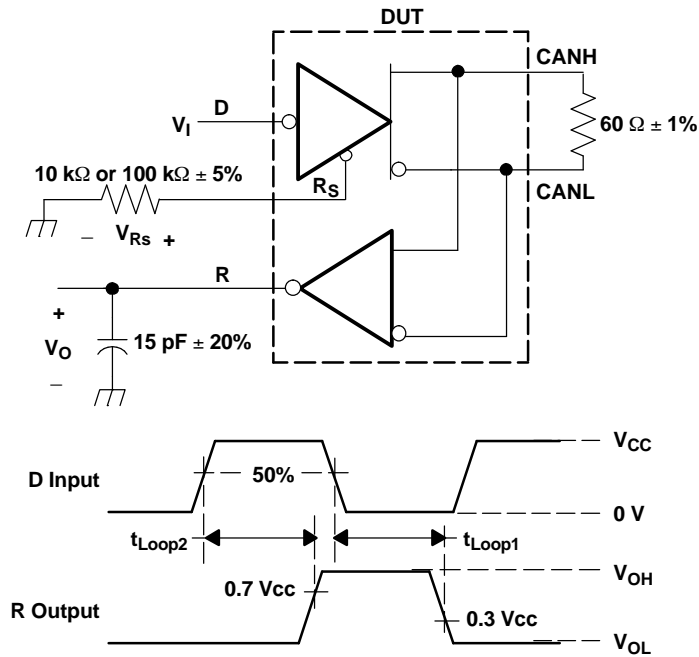 DUT
CANH
D
V_I
60 Ω ± 1%
10 kΩ or 100 kΩ ± 5%
R_S
CANL
_
V_Rs
+
R
+
V_O
15 pF ± 20%
_
V_CC
D Input
50%
0 V
t_Loop2
t_Loop1
V_OH
0.7 Vcc
R Output
0.3 Vcc
V_OL